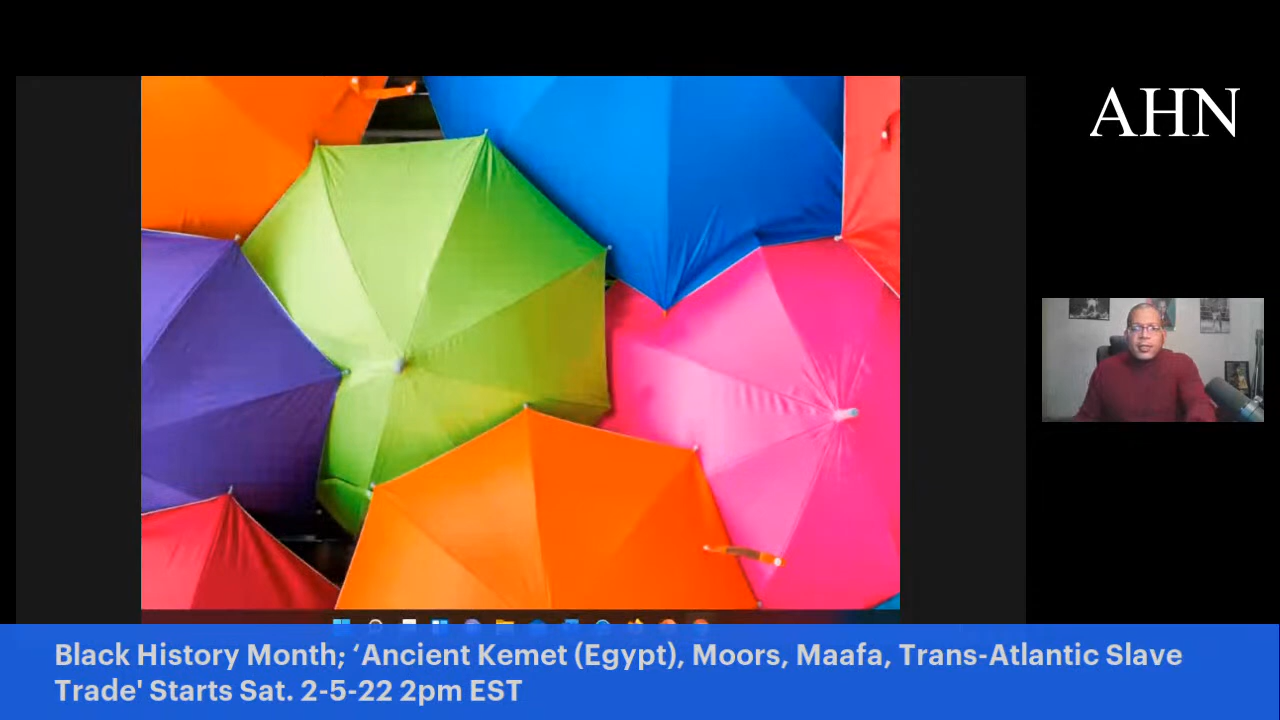 AHN
Black History Month; ‘Ancient Kemet (Egypt), Moors, Maafa, Trans-Atlantic Slave
Trade' Starts Sat. 2-5-22 2pm EST